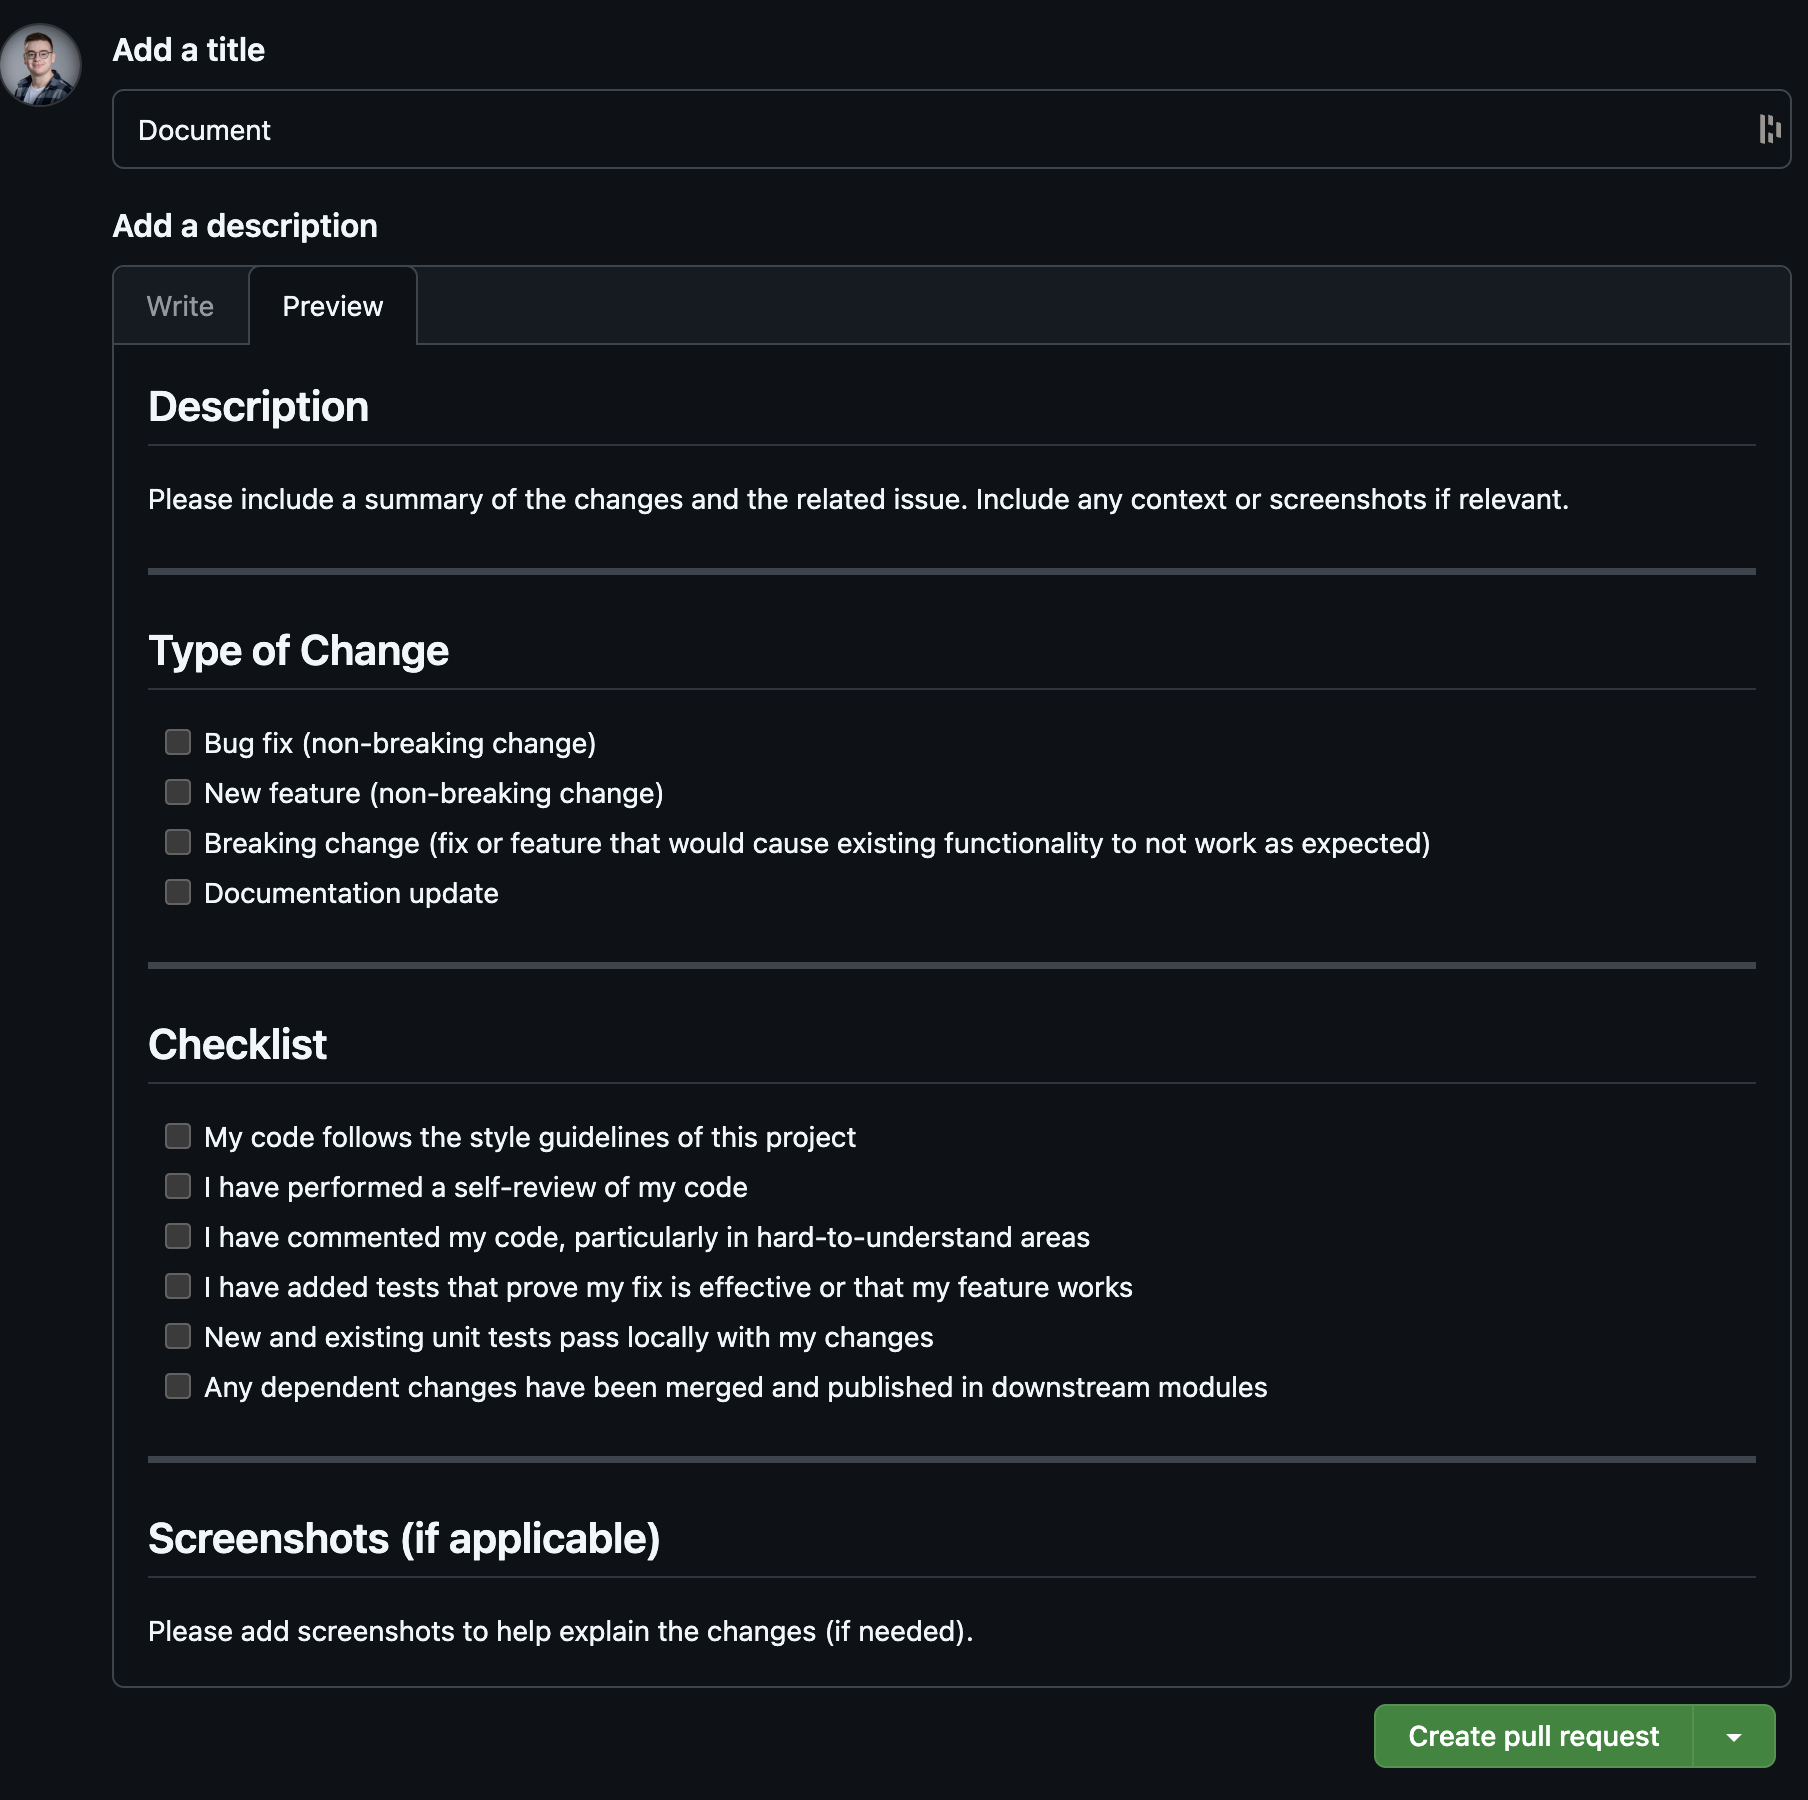 Add a title
Document
Add a description
Write
Preview
Description
Please include a summary of the changes and the related issue. Include any context or screenshots if relevant.
Type of Change
Bug fix (non-breaking change)
New feature (non-breaking change)
Breaking change (fix or feature that would cause existing functionality to not work as expected)
Documentation update
Checklist
My code follows the style guidelines of this project
I have performed a self-review of my code
I have commented my code, particularly in hard-to-understand areas
I have added tests that prove my fix is effective or that my feature works
New and existing unit tests pass locally with my changes
Any dependent changes have been merged and published in downstream modules
Screenshots (if applicable)
Please add screenshots to help explain the changes (if needed).
Create pull request